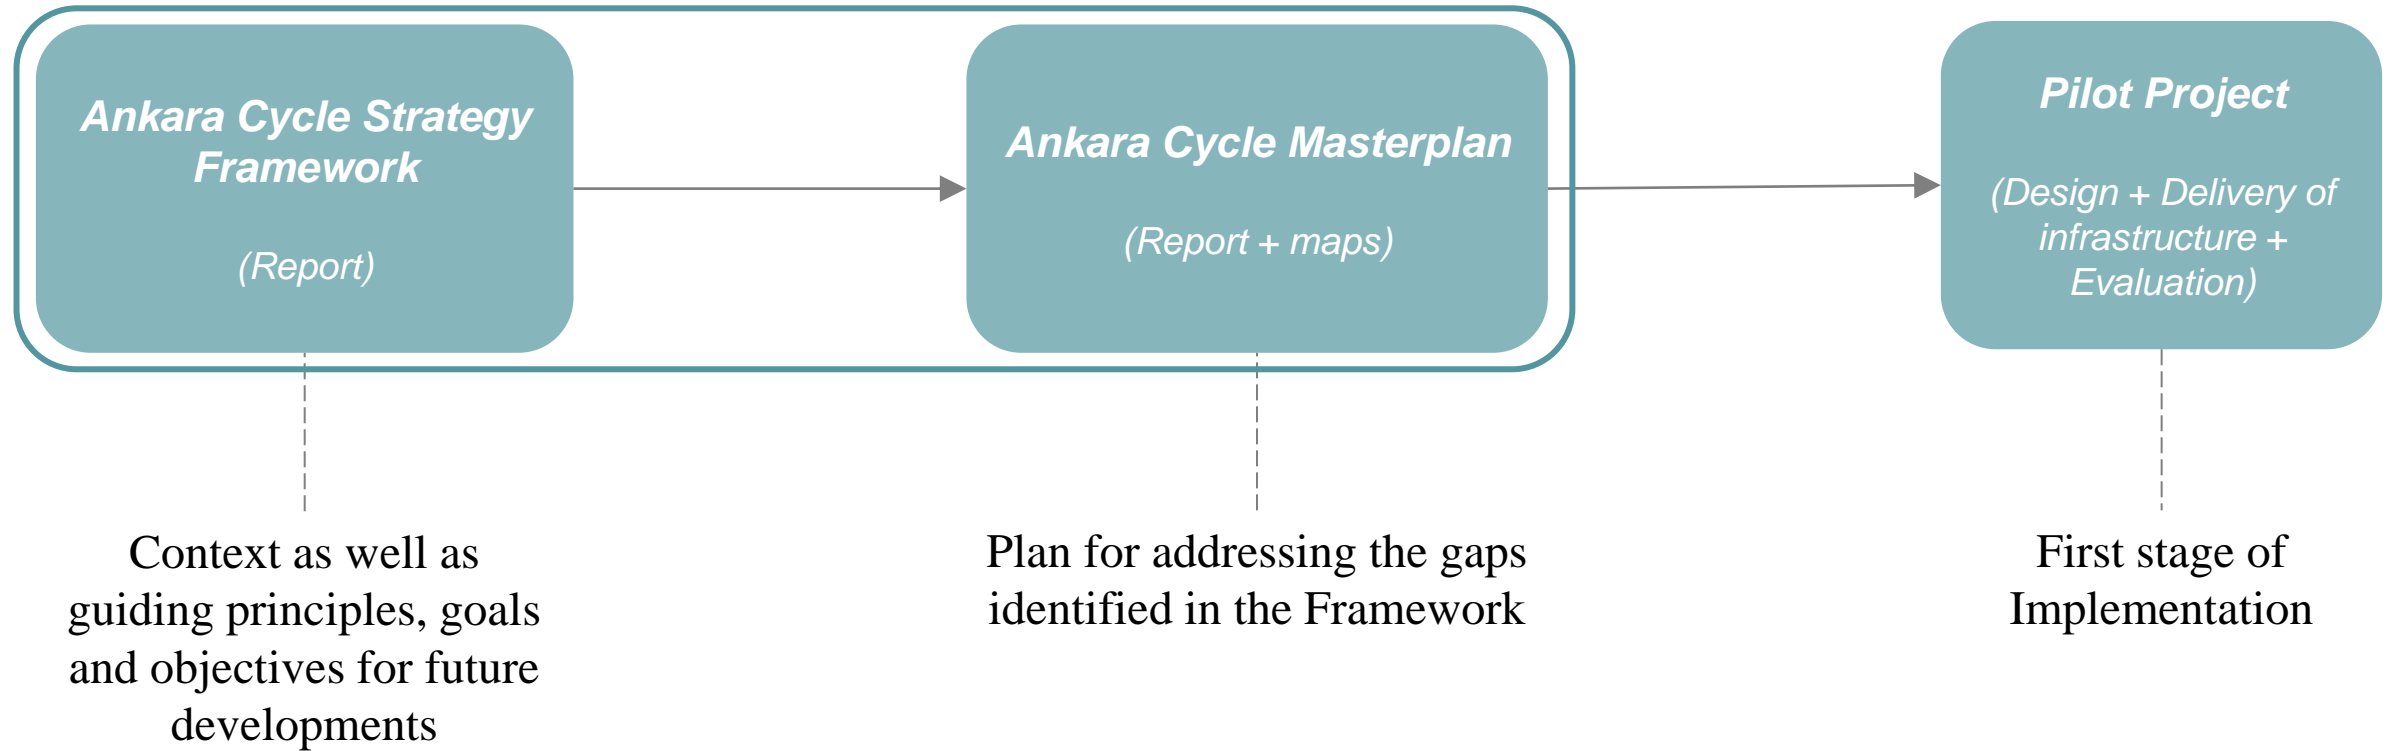 Ankara Cycle Strategy
Framework
(Report)
Ankara Cycle Masterplan
(Report + maps)
Pilot Project
(Design + Delivery of
infrastructure +
Evaluation)
Context as well as
guiding principles, goals
and objectives for future
developments
Plan for addressing the gaps
identified in the Framework
First stage of
Implementation